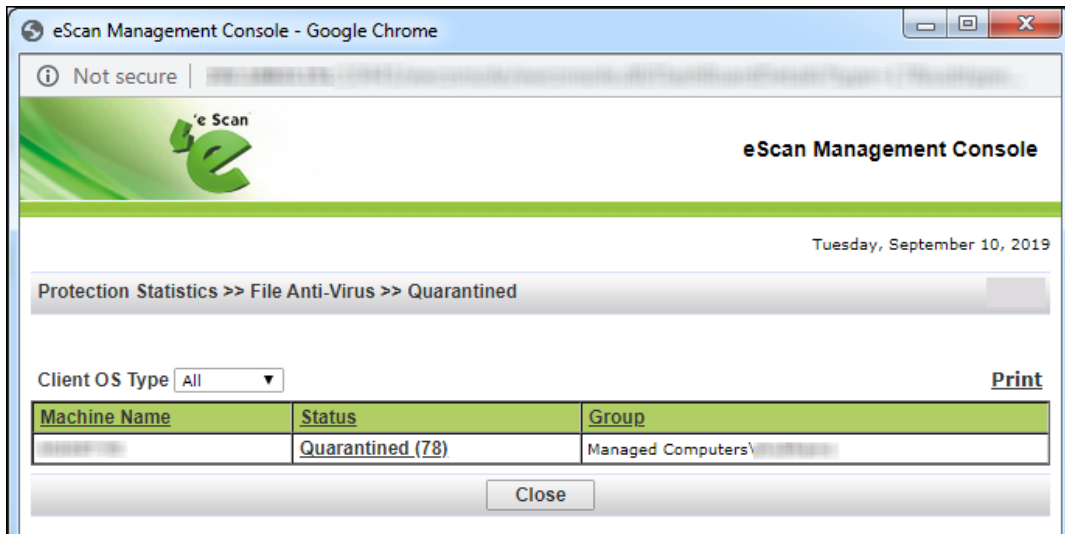 eScan Management Console - Google Chrome
Not secure
'e Scan
eScan Management Console
Tuesday, September 10, 2019
Protection Statistics >> File Anti-Virus >> Quarantined
Client OS Type All Print
Machine Name Status Group
Quarantined (78) Managed Computers\
Close